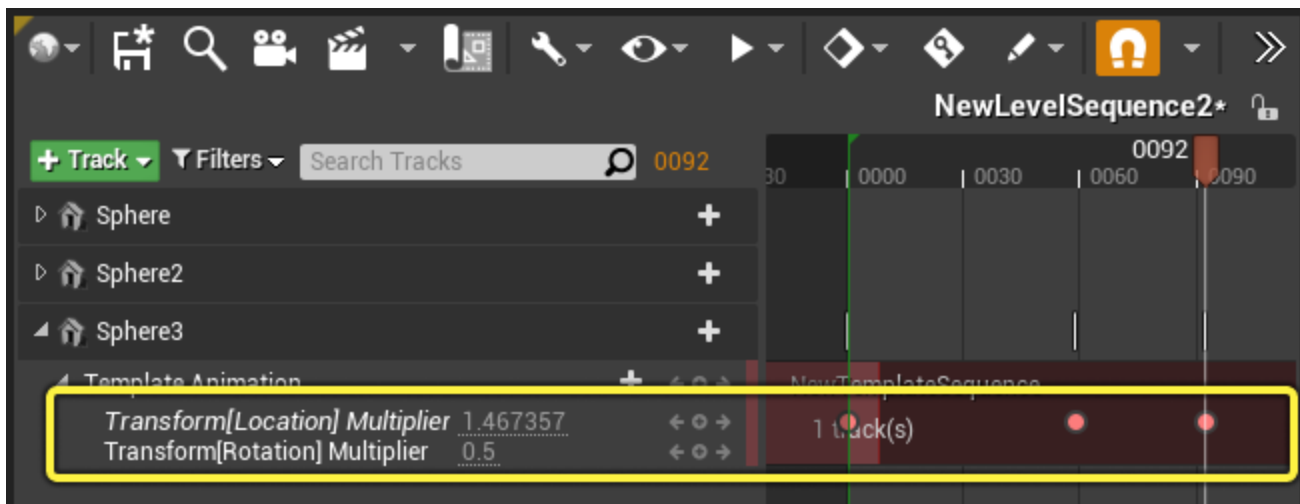 NewLevelSequence2*
+ Track Filters Search Tracks 0092
0092
30 0000 0030 0060 0090
Sphere
Sphere2
Sphere3
Template Animation NewTemplateSequence
Transform[Location] Multiplier 1.467357
1 track(s)
Transform[Rotation] Multiplier 0.5